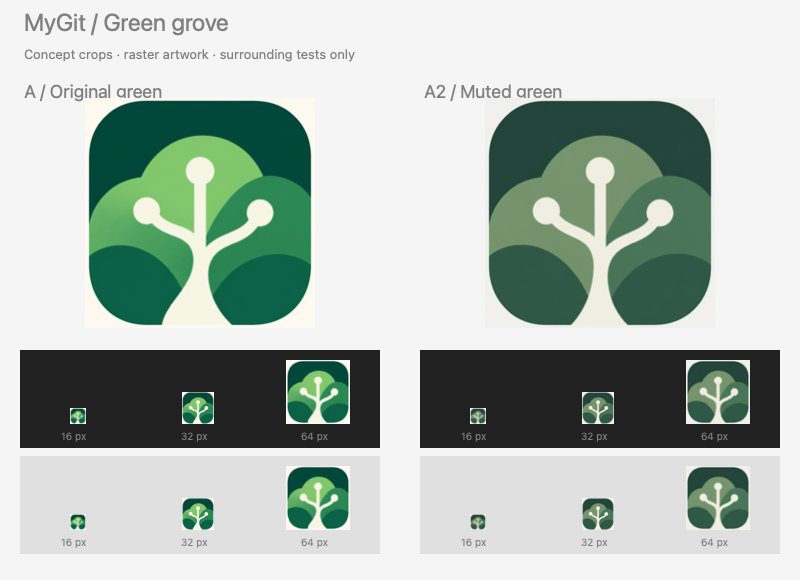 MyGit / Green grove
Concept crops · raster artwork · surrounding tests only
A / Original green
A2 / Muted green
16 px
32 px
64 px
16 px
32 px
64 px
16 px
32 px
64 px
16 px
32 px
64 px